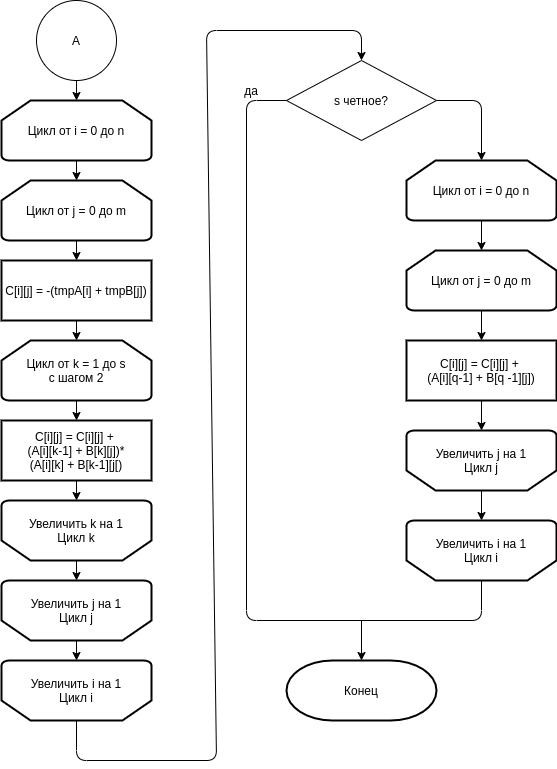 А
Цикл от i = 0 до n
Цикл от j = 0 до m
C[i][j] = -(tmpA[i] + tmpB[j])
Цикл от k = 1 до s
с шагом 2
C[i][j] = C[i][j] +
(A[i][k-1] + B[k][j])*
(A[i][k] + B[k-1][j[)
Увеличить k на 1
Цикл k
Увеличить j на 1
Цикл j
Увеличить i на 1
Цикл i
s четное?
да
Цикл от i = 0 до n
Цикл от j = 0 до m
C[i][j] = C[i][j] +
(A[i][q-1] + B[q -1][j])
Увеличить j на 1
Цикл j
Увеличить i на 1
Цикл i
Конец